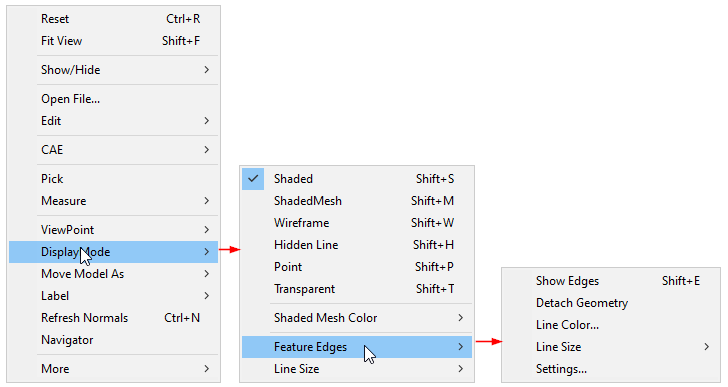 Reset Ctrl+R
Fit View Shift+F
Show/Hide
Open File...
Edit
CAE
Pick
Measure
ViewPoint
Display Mode
Move Model As
Label
Refresh Normals Ctrl+N
Navigator
More
Shaded Shift+S
ShadedMesh Shift+M
Wireframe Shift+W
Hidden Line Shift+H
Point Shift+P
Transparent Shift+T
Shaded Mesh Color
Feature Edges
Line Size
Show Edges Shift+E
Detach Geometry
Line Color...
Line Size
Settings...